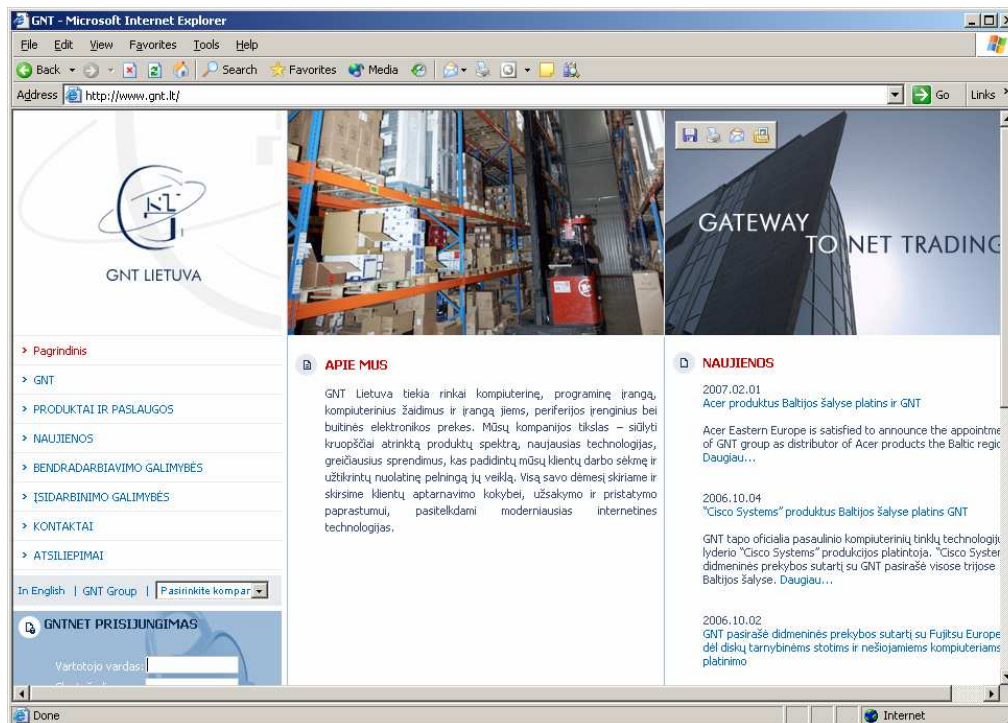 GNT - Microsoft Internet Explorer
File Edit View Favorites Tools Help
Back Search Favorites Media
Address http://www.gnt.lt/ Go Links
GNT LIETUVA
GATEWAY
TO NET TRADING
> Pagrindinis
> GNT
> PRODUKTAI IR PASLAUGOS
> NAUJIENOS
> BENDRADARBIAVIMO GALIMYBĖS
> ĮSIDARBINIMO GALIMYBĖS
> KONTAKTAI
> ATSILIEPIMAI
In English | GNT Group | Pasirinkite kompar
GNTNET PRISIJUNGIMAS
Vartotojo vardas:
APIE MUS
GNT Lietuva tiekia rinkai kompiuterinę, programinę įrangą,
kompiuterinius žaidimus ir įrangą jiems, periferijos įrenginius bei
buitinės elektronikos prekes. Mūsų kompanijos tikslas – siūlyti
kruopščiai atrinktą produktų spektrą, naujausias technologijas,
greičiausius sprendimus, kas padidintų mūsų klientų darbo sėkmę ir
užtikrintų nuolatinę pelningą jų veiklą. Visą savo dėmesį skiriame ir
skirsime klientų aptarnavimo kokybei, užsakymo ir pristatymo
paprastumui, pasitelkdami moderniausias internetines
technologijas.
NAUJIENOS
2007.02.01
Acer produktus Baltijos šalyse platins ir GNT
Acer Eastern Europe is satisfied to announce the appointme
of GNT group as distributor of Acer products the Baltic regio
Daugiau...
2006.10.04
"Cisco Systems" produktus Baltijos šalyse platins GNT
GNT tapo oficialia pasaulinio kompiuterinių tinklų technologijų
lyderio "Cisco Systems" produkcijos platintoja. "Cisco System
didmeninės prekybos sutartį su GNT pasirašė visose trijose
Baltijos šalyse. Daugiau...
2006.10.02
GNT pasirašė didmeninės prekybos sutartį su Fujitsu Europe
dėl diskų tarnybinėms stotims ir nešiojamiems kompiuteriams
platinimo
Done Internet